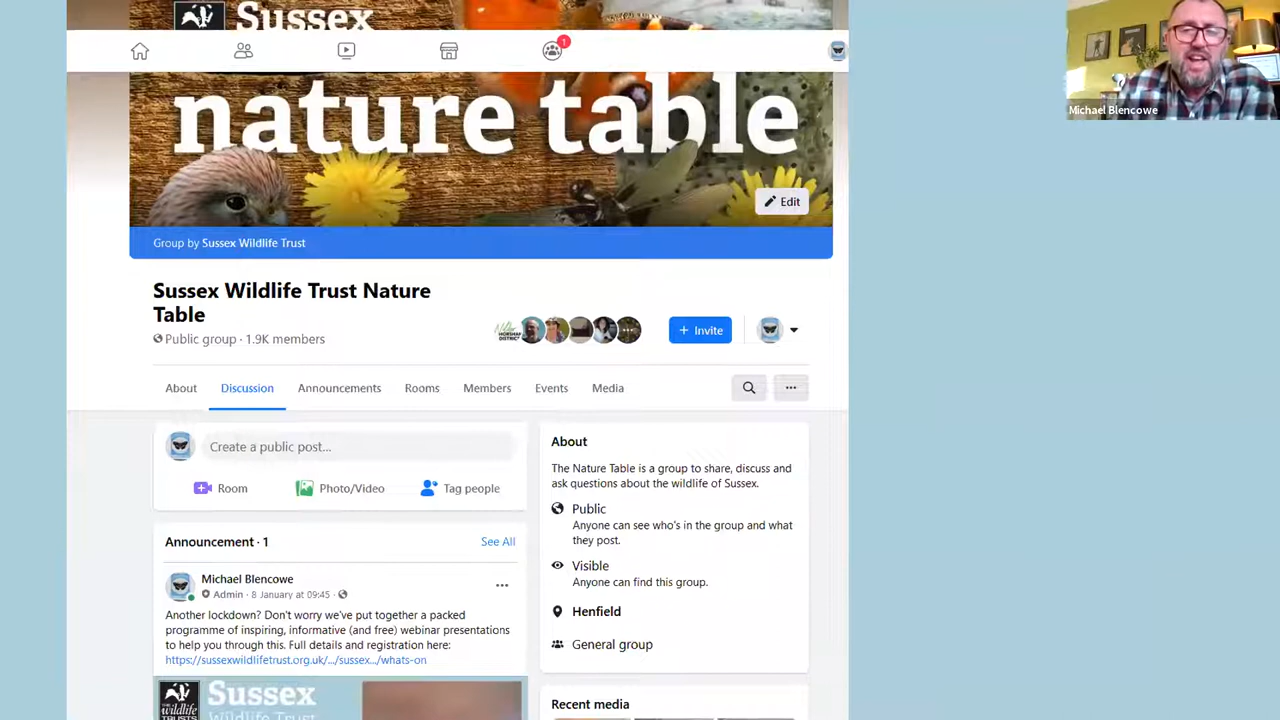 Sussex
1
nature table
Michael Blencowe
Edit
Group by Sussex Wildlife Trust
Sussex Wildlife Trust Nature
Table
Public group · 1.9K members
+ Invite
About
Discussion
Announcements
Rooms
Members
Events
Media
...
Create a public post...
Room
Photo/Video
Tag people
Announcement · 1
See All
Michael Blencowe
Admin · 8 January at 09:45 ·
Another lockdown? Don't worry we've put together a packed
programme of inspiring, informative (and free) webinar presentations
to help you through this. Full details and registration here:
https://sussexwildlifetrust.org.uk/.../sussex.../whats-on
Sussex
Wildlife Trust
wildlife
TRUSTS
About
The Nature Table is a group to share, discuss and
ask questions about the wildlife of Sussex.
Public
Anyone can see who's in the group and what
they post.
Visible
Anyone can find this group.
Henfield
General group
Recent media